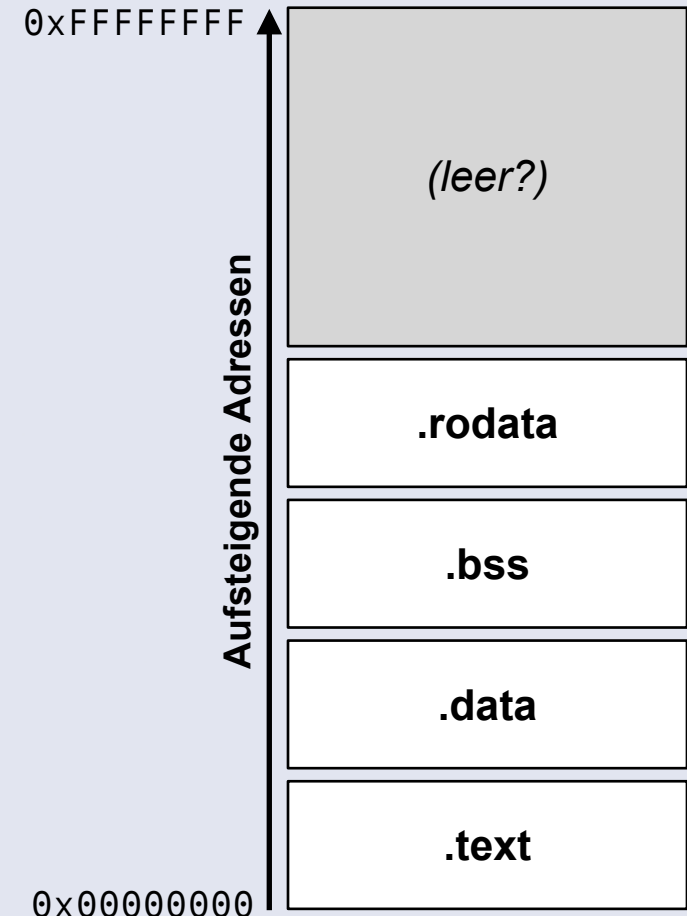 0xFFFFFFFF
(leer?)
Aufsteigende Adressen
.rodata
.bss
.data
.text
0x00000000